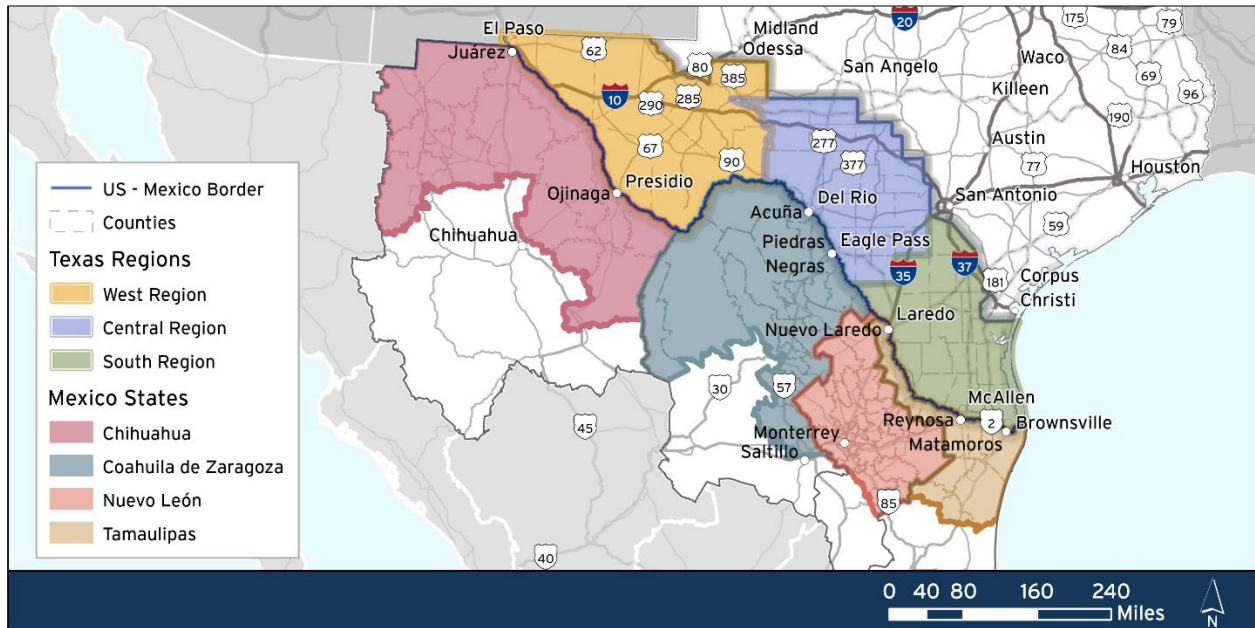 El Paso
Juárez
62
Midland
Odessa
20
175
79
80
385
San Angelo
Waco
84
69
96
10
290
285
Killeen
190
67
90
277
377
Austin
77
Houston
Ojinaga
Presidio
Del Rio
San Antonio
Acuña
Chihuahua
Piedras
Negras
Eagle Pass
59
35
37
181
Corpus
Christi
Nuevo Laredo
Laredo
30
57
McAllen
Reynosa
2
Brownsville
Matamoros
45
Monterrey
Saltillo
85
40
US - Mexico Border
Counties
Texas Regions
West Region
Central Region
South Region
Mexico States
Chihuahua
Coahuila de Zaragoza
Nuevo León
Tamaulipas
0 40 80 160 240
Miles
N